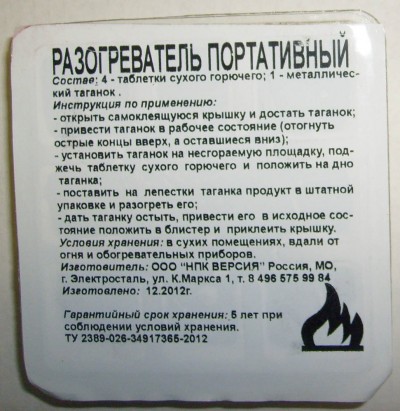 РАЗОГРЕВАТЕЛЬ ПОРТАТИВНЫЙ
Состав: 4 - таблетки сухого горючего; 1 - металличес-
кий таганок .
Инструкция по применению:
- открыть самоклеящуюся крышку и достать таганок;
- привести таганок в рабочее состояние (отогнуть
острые концы вверх, а оставшиеся вниз);
- установить таганок на несгораемую площадку, под-
жечь таблетку сухого горючего и положить на дно
таганка;
- поставить на лепестки таганка продукт в штатной
упаковке и разогреть его;
- дать таганку остыть, привести его в исходное сос-
тояние положить в блистер и приклеить крышку.
Условия хранения: в сухих помещениях, вдали от
огня и обогревательных приборов.
Изготовитель: ООО "НПК ВЕРСИЯ" Россия, МО,
г. Электросталь, ул. К.Маркса 1, т. 8 496 575 99 84
Изготовлено: 12.2012г.
Гарантийный срок хранения: 5 лет при
соблюдении условий хранения.
ТУ 2389-026-34917365-2012